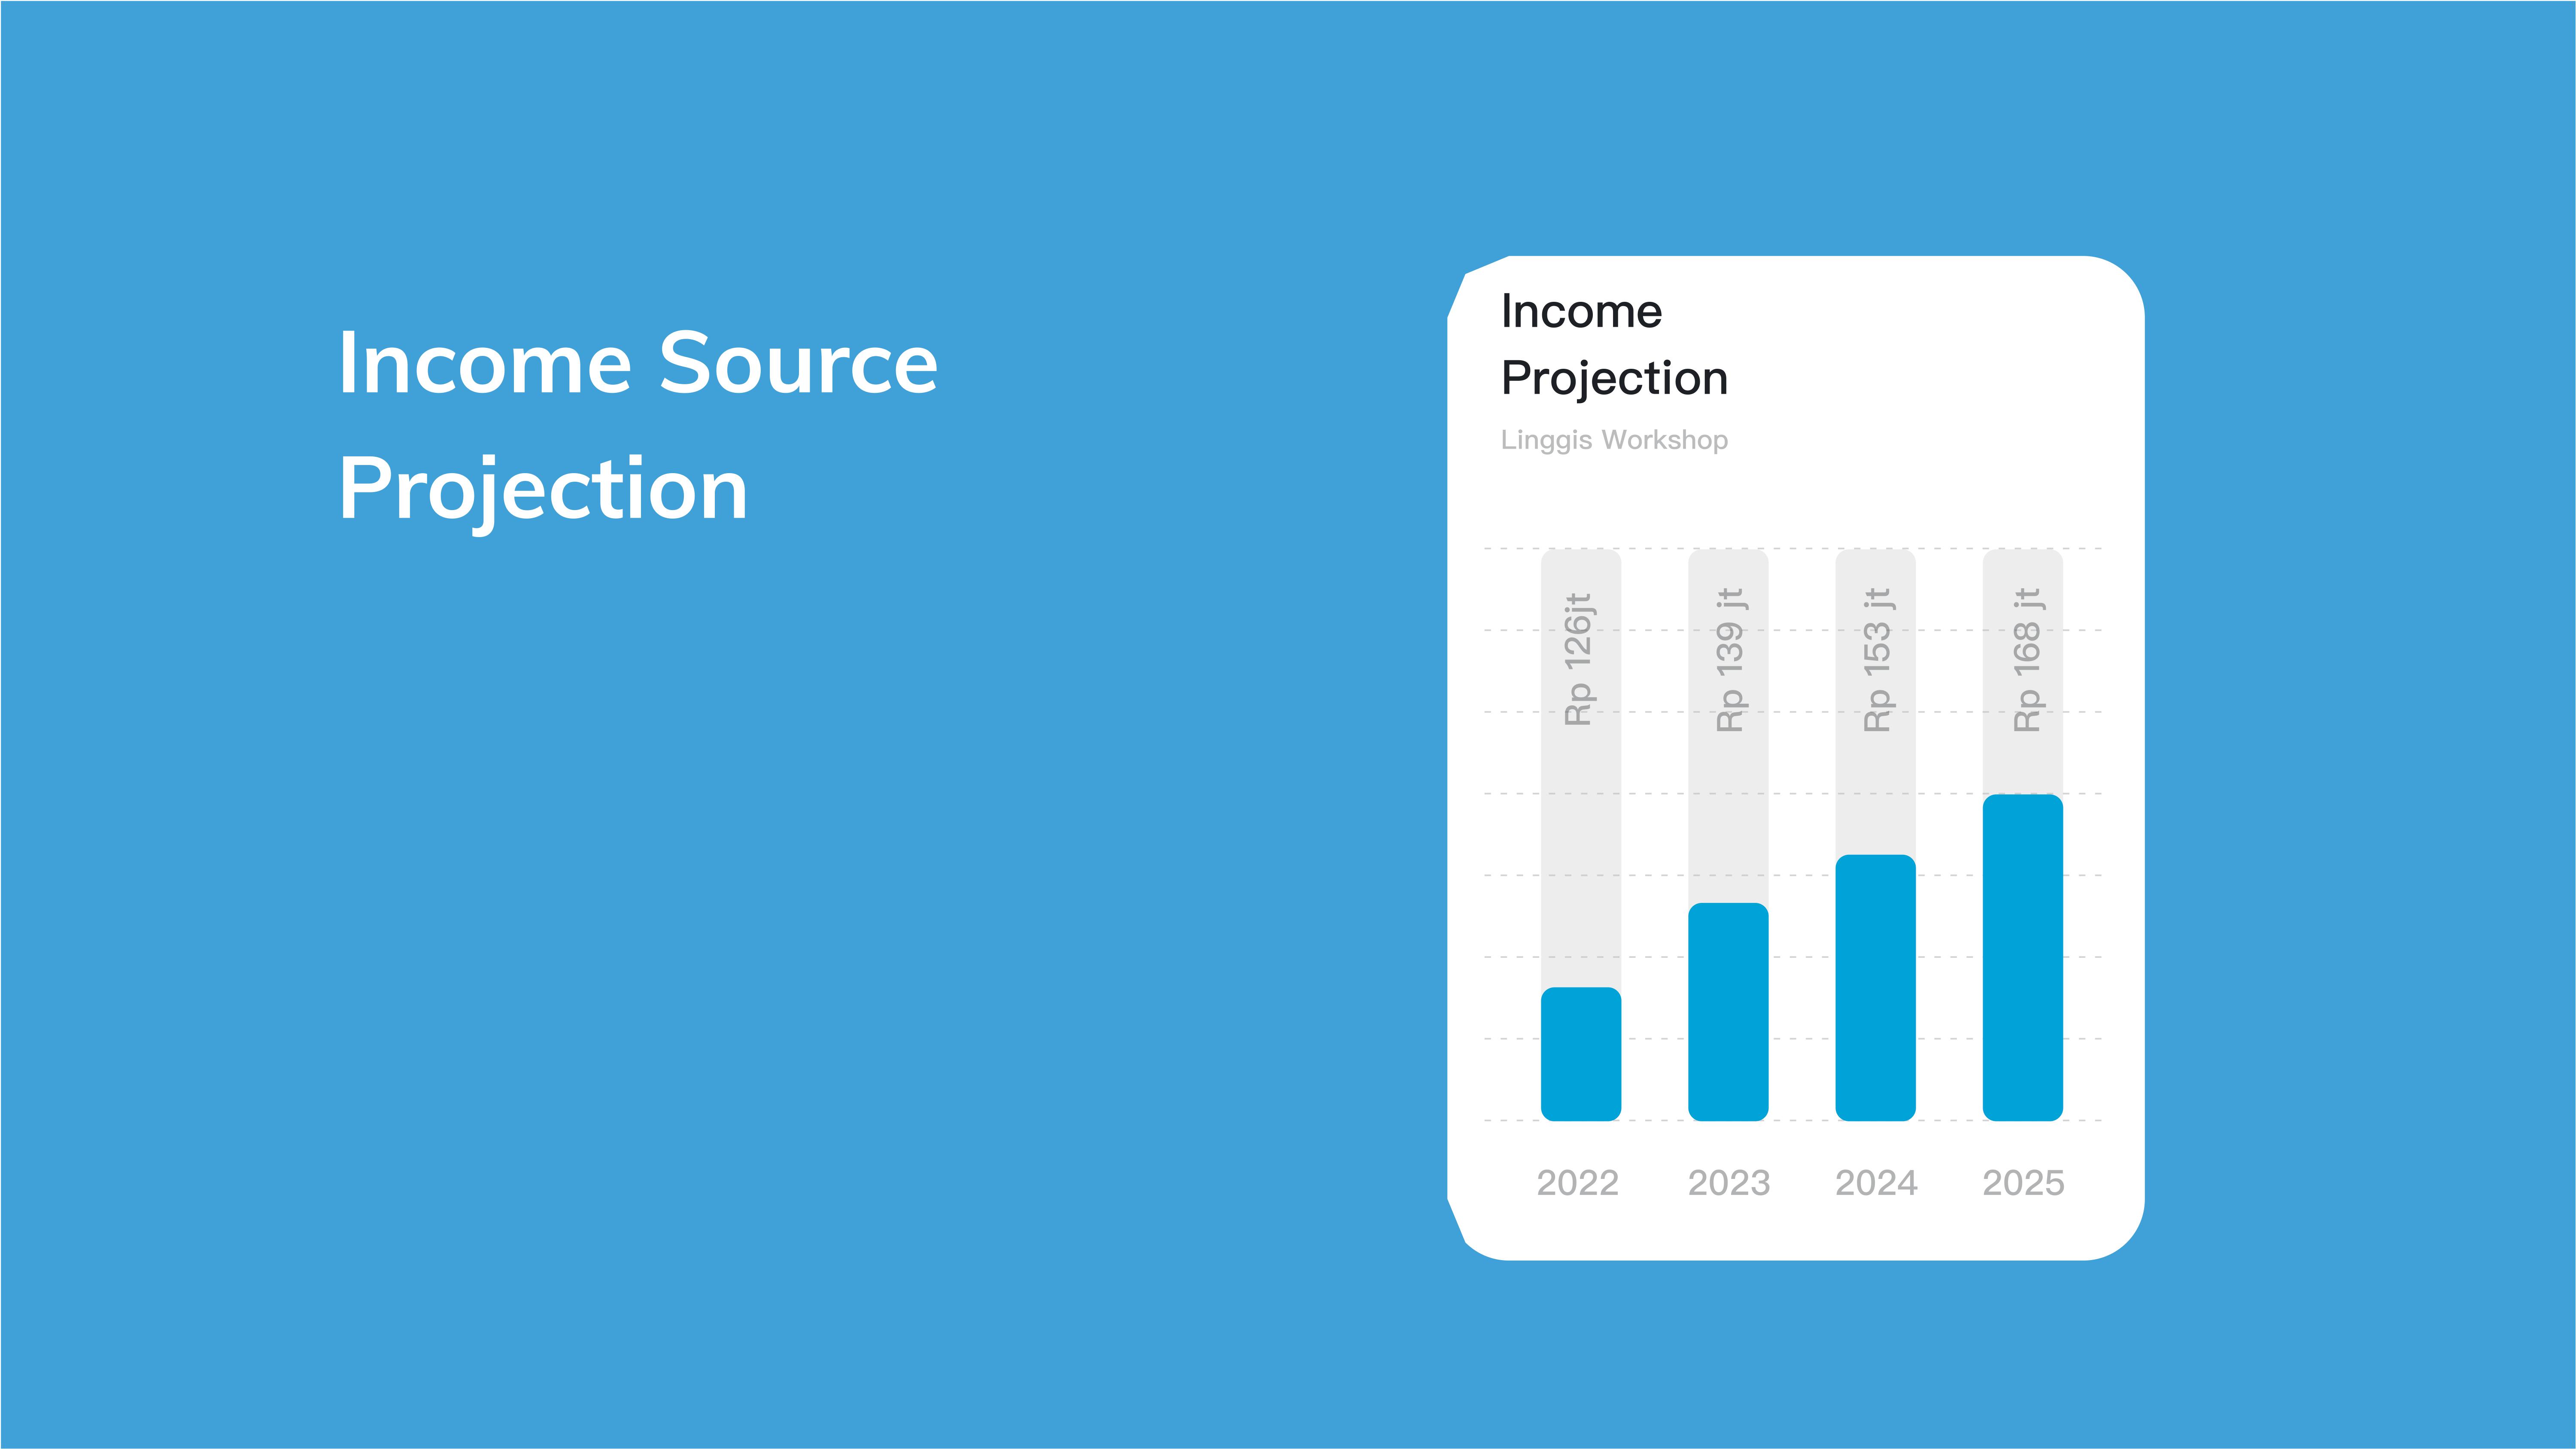 Income Source
Projection
Income
Projection
Linggis Workshop
Rp 126jt
Rp 139 jt
Rp 153 jt
Rp 168 jt
2022
2023
2024
2025